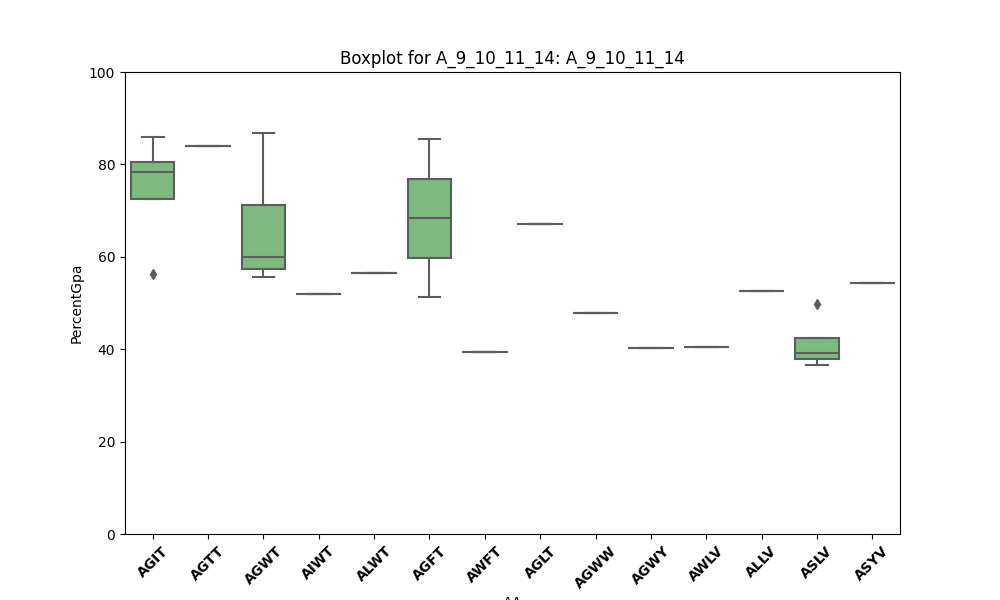 Boxplot for A_9_10_11_14: A_9_10_11_14
100
80
60
40
20
0
PercentGpa
AGIT
AGTT
AGWT
AIWT
ALWT
AGFT
AWFT
AGLT
AGWW
AGWY
AWLV
ALLV
ASLV
ASYV